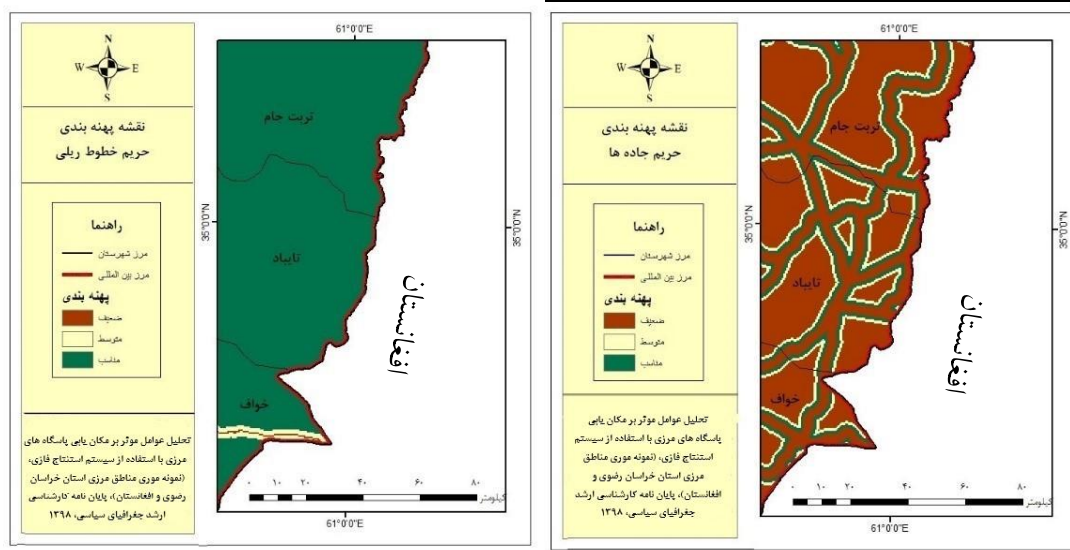 N
W E
S
نقشه پهنه بندی
حریم خطوط ریلی
راهنما
مرز شهرستان
مرز بین المللی
پهنه بندی
ضعیف
متوسط
مناسب
تحلیل عوامل موثر بر مکان یابی پاسگاه های
مرزی با استفاده از سیستم استنتاج فازی،
(نمونه موری مناطق مرزی استان خراسان
رضوی و افغانستان)، پایان نامه کارشناسی
ارشد جغرافیای سیاسی، ۱۳۹۸
61°0'0"E
تربت جام
35°0'0"N
35°0'0"N
تایباد
افغانستان
خواف
۰ ۱۰ ۲۰ ۴۰ ۶۰ ۸۰
کیلومتر
61°0'0"E
N
W E
S
نقشه پهنه بندی
حریم جاده ها
راهنما
مرز شهرستان
مرز بین المللی
پهنه بندی
ضعیف
متوسط
مناسب
تحلیل عوامل موثر بر مکان یابی
پاسگاه های مرزی با استفاده از سیستم
استنتاج فازی، (نمونه موری مناطق
مرزی استان خراسان رضوی و
افغانستان)، پایان نامه کارشناسی ارشد
جغرافیای سیاسی، ۱۳۹۸
61°0'0"E
تربت جام
35°0'0"N
35°0'0"N
تایباد
افغانستان
خواف
۰ ۱۰ ۲۰ ۴۰ ۶۰ ۸۰
کیلومتر
61°0'0"E